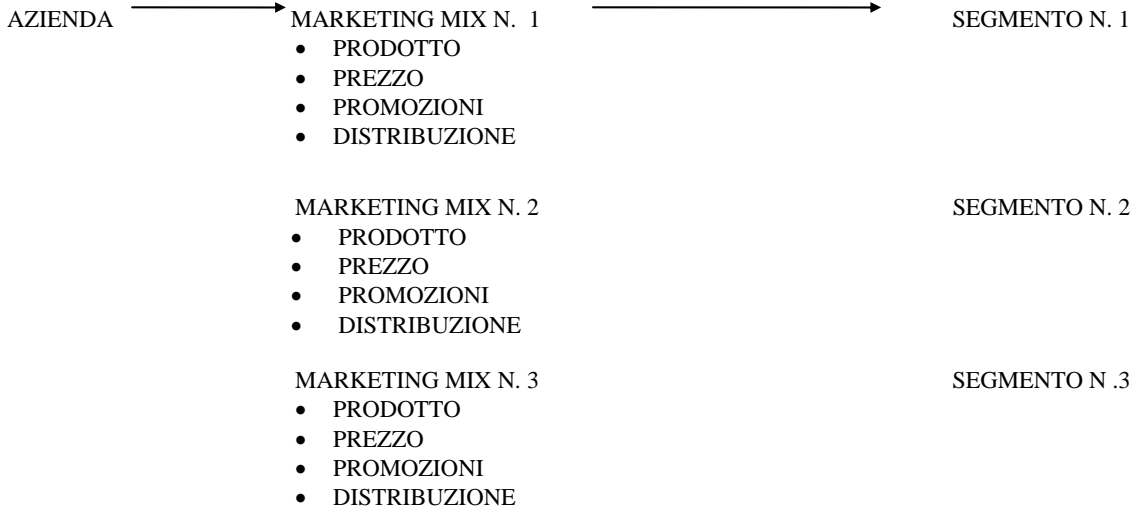 AZIENDA MARKETING MIX N. 1 SEGMENTO N. 1
• PRODOTTO
• PREZZO
• PROMOZIONI
• DISTRIBUZIONE
MARKETING MIX N. 2 SEGMENTO N. 2
• PRODOTTO
• PREZZO
• PROMOZIONI
• DISTRIBUZIONE
MARKETING MIX N. 3 SEGMENTO N .3
• PRODOTTO
• PREZZO
• PROMOZIONI
• DISTRIBUZIONE